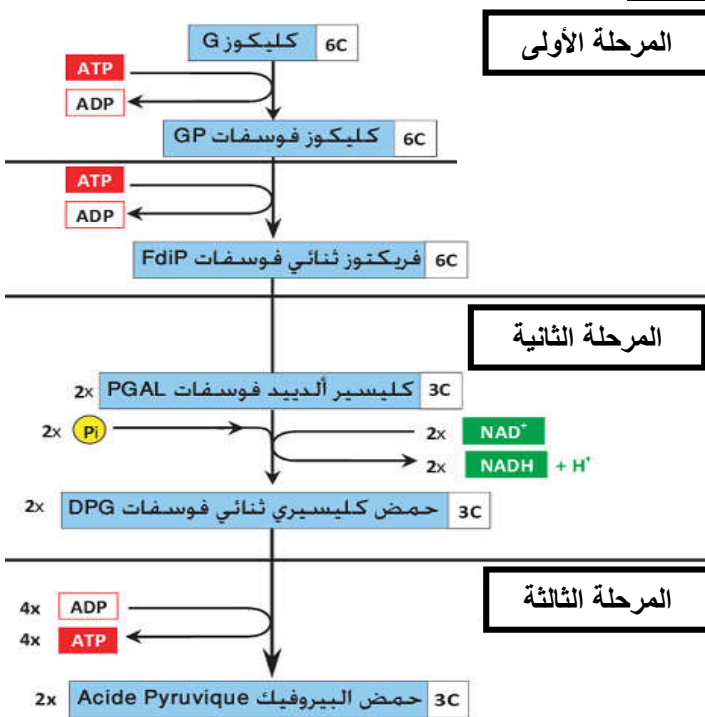 المرحلة الأولى
كليكوز G 6C
ATP
ADP
كليكوز فوسفات GP 6C
ATP
ADP
فريكتوز ثنائي فوسفات FdiP 6C
المرحلة الثانية
2x كليسير ألدييد فوسفات PGAL 3C
2x Pi
2x NAD⁺
2x NADH + H⁺
2x حمض كليسيري ثنائي فوسفات DPG 3C
المرحلة الثالثة
4x ADP
4x ATP
2x حمض البيروفيك Acide Pyruvique 3C